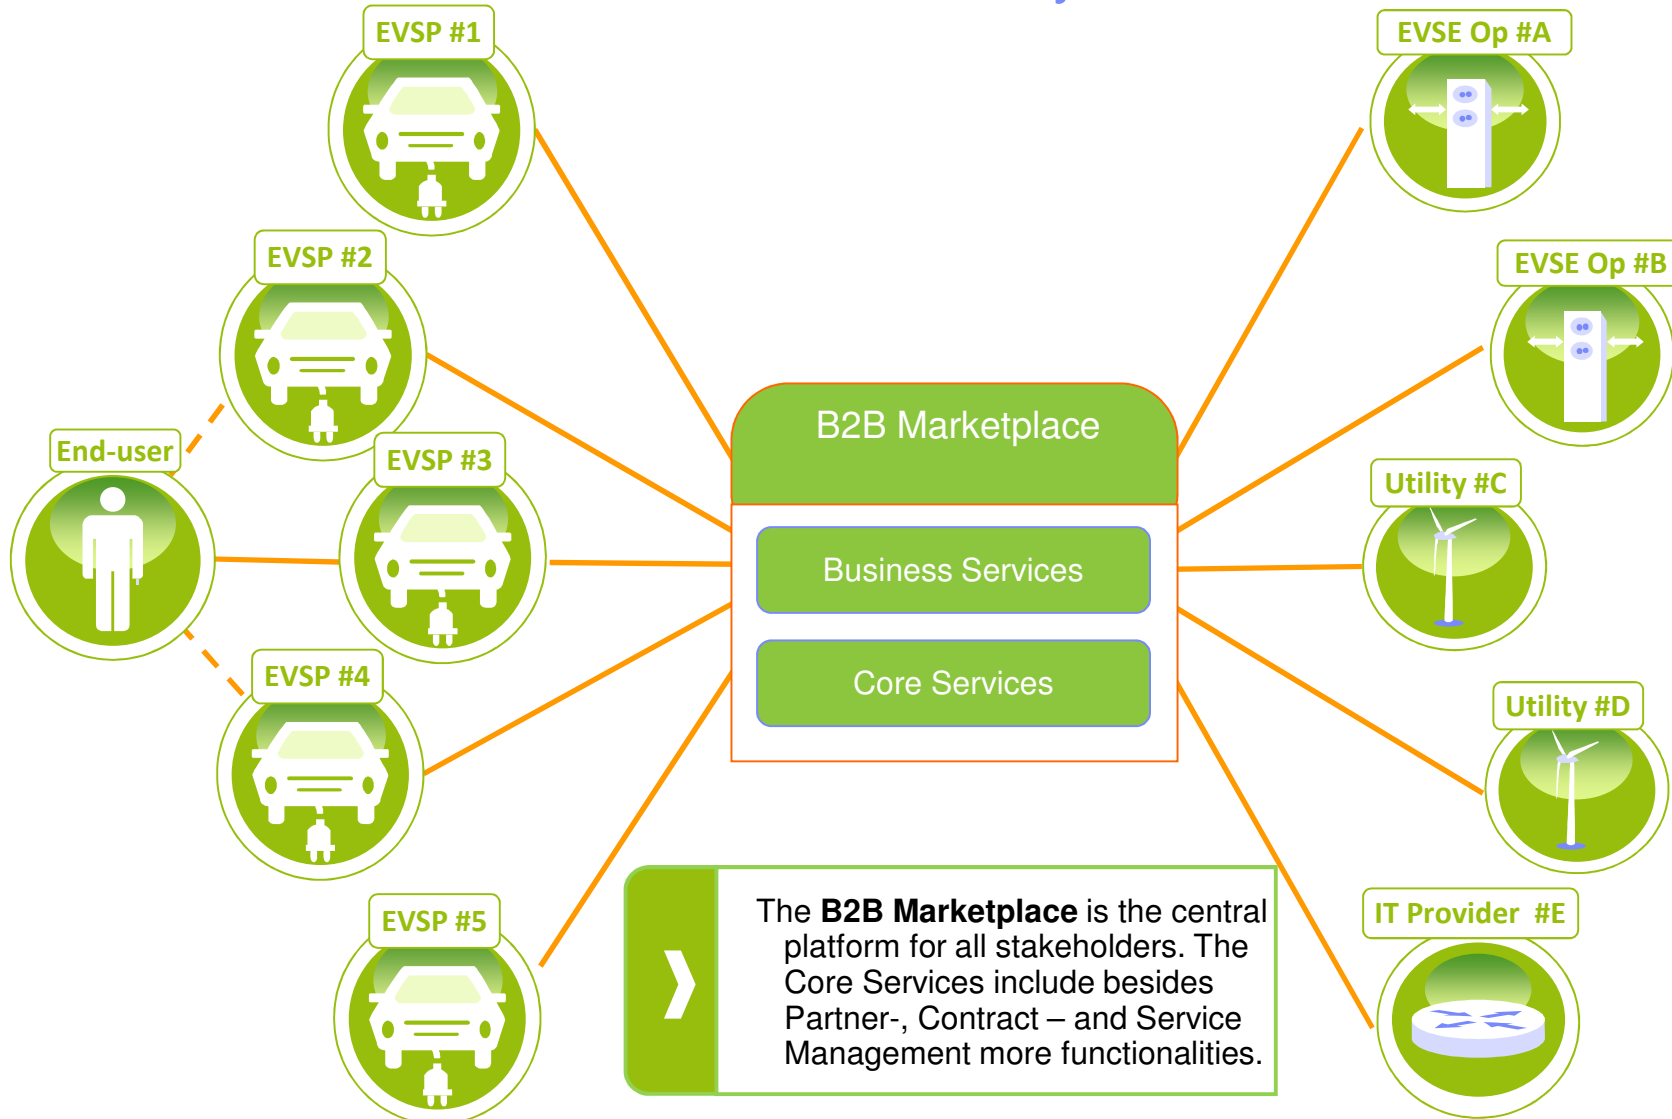 EVSP #1
EVSE Op #A
EVSP #2
EVSE Op #B
B2B Marketplace
End-user
EVSP #3
Utility #C
Business Services
Core Services
EVSP #4
Utility #D
EVSP #5
IT Provider #E
The B2B Marketplace is the central
platform for all stakeholders. The
Core Services include besides
Partner-, Contract – and Service
Management more functionalities.